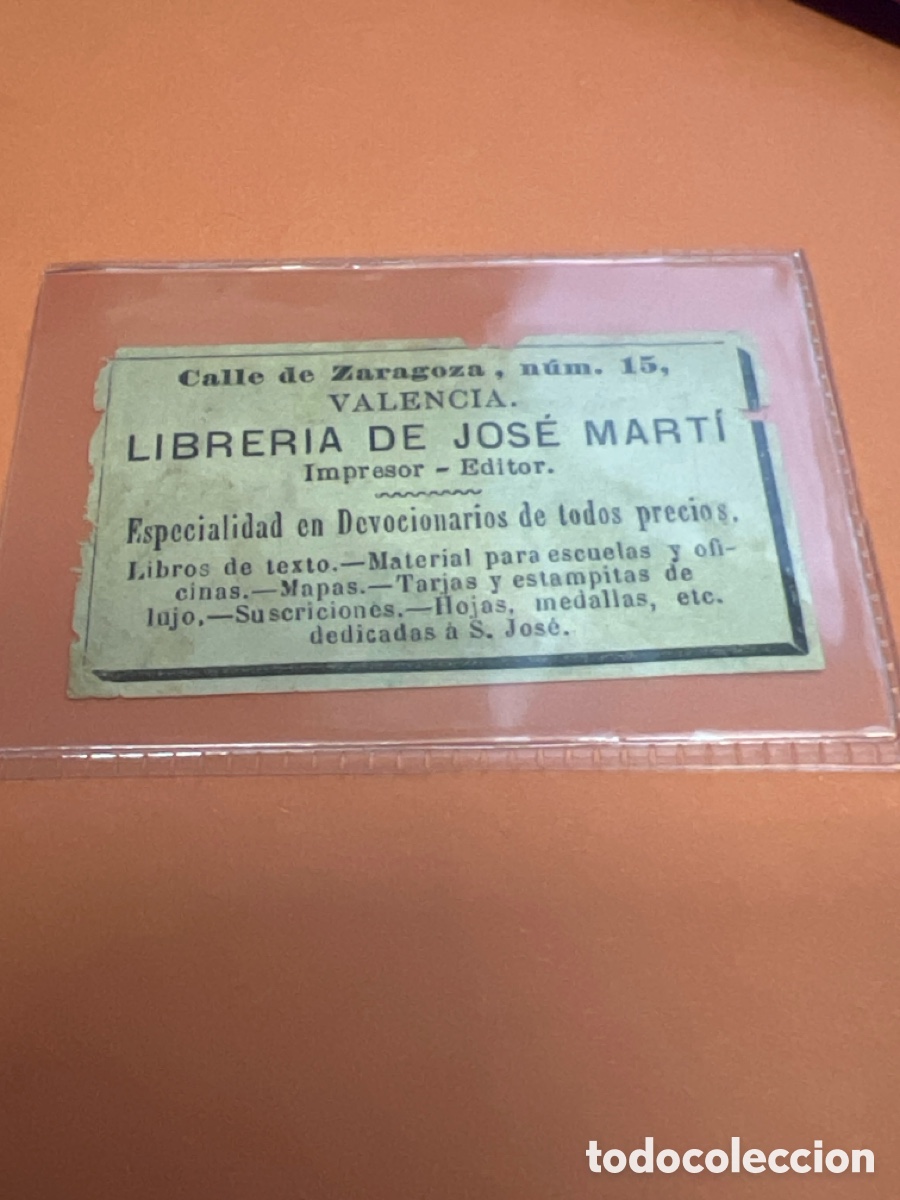 Calle de Zaragoza, núm. 15,
VALENCIA.
LIBRERIA DE JOSÉ MARTÍ
Impresor - Editor.
Especialidad en Devocionarios de todos precios.
Libros de texto.—Material para escuelas y ofi-
cinas.—Mapas.—Tarjas y estampitas de
lujo.—Suscriciones.—Hojas, medallas, etc.
dedicadas à S. José.
todocoleccion